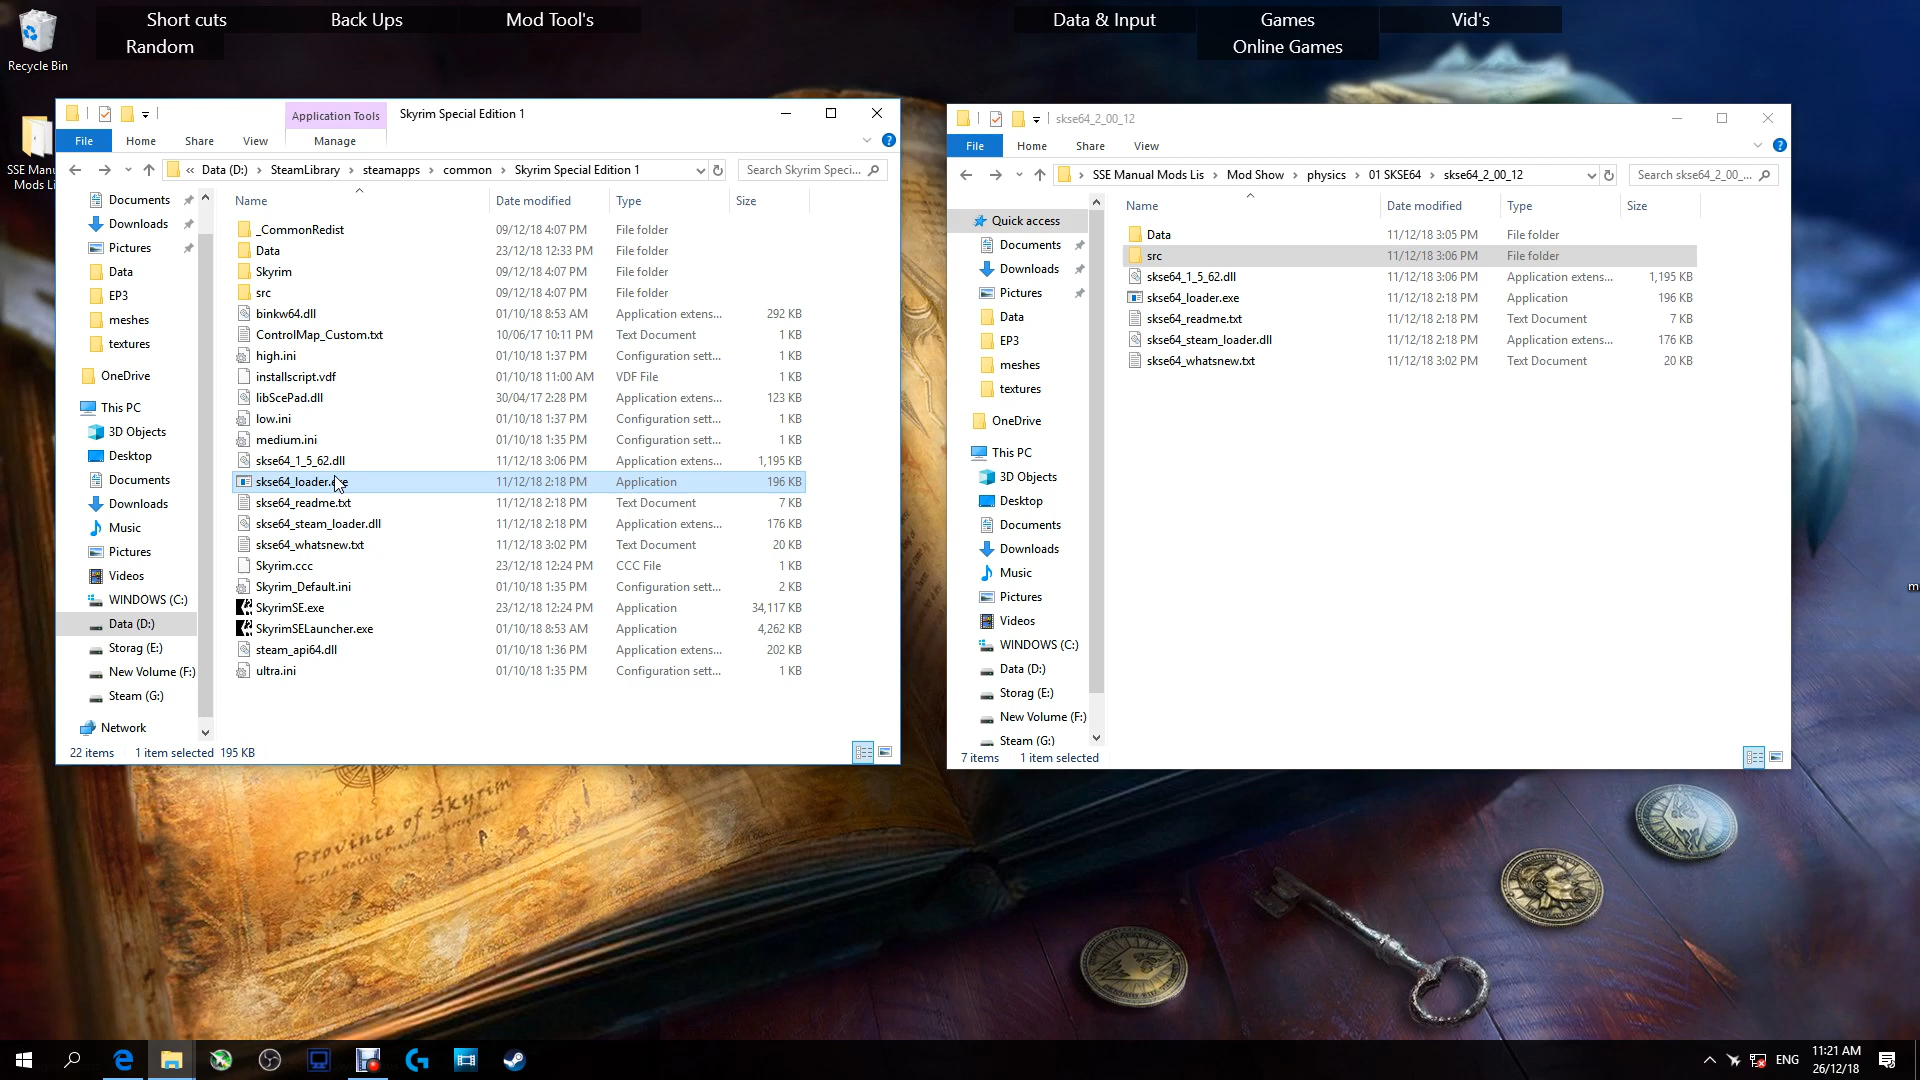 Short cuts
Back Ups
Mod Tool's
Data & Input
Games
Vid's
Random
Online Games
Recycle Bin
SSE Manu
Mods Li
Application Tools
Skyrim Special Edition 1
File
Home
Share
View
Manage
« Data (D:) > SteamLibrary > steamapps > common > Skyrim Special Edition 1
Search Skyrim Speci...
Documents
Downloads
Pictures
Data
EP3
meshes
textures
OneDrive
This PC
3D Objects
Desktop
Documents
Downloads
Music
Pictures
Videos
WINDOWS (C:)
Data (D:)
Storag (E:)
New Volume (F:)
Steam (G:)
Network
Name Date modified Type Size
_CommonRedist 09/12/18 4:07 PM File folder
Data 23/12/18 12:33 PM File folder
Skyrim 09/12/18 4:07 PM File folder
src 09/12/18 4:07 PM File folder
binkw64.dll 01/10/18 8:53 AM Application extens... 292 KB
ControlMap_Custom.txt 10/06/17 10:11 PM Text Document 1 KB
high.ini 01/10/18 1:37 PM Configuration sett... 1 KB
installscript.vdf 01/10/18 11:00 AM VDF File 1 KB
libScePad.dll 30/04/17 2:28 PM Application extens... 123 KB
low.ini 01/10/18 1:37 PM Configuration sett... 1 KB
medium.ini 01/10/18 1:35 PM Configuration sett... 1 KB
skse64_1_5_62.dll 11/12/18 3:06 PM Application extens... 1,195 KB
skse64_loader.exe 11/12/18 2:18 PM Application 196 KB
skse64_readme.txt 11/12/18 2:18 PM Text Document 7 KB
skse64_steam_loader.dll 11/12/18 2:18 PM Application extens... 176 KB
skse64_whatsnew.txt 11/12/18 3:02 PM Text Document 20 KB
Skyrim.ccc 23/12/18 12:24 PM CCC File 1 KB
Skyrim_Default.ini 01/10/18 1:35 PM Configuration sett... 2 KB
SkyrimSE.exe 23/12/18 12:24 PM Application 34,117 KB
SkyrimSELauncher.exe 01/10/18 8:53 AM Application 4,262 KB
steam_api64.dll 01/10/18 1:36 PM Application extens... 202 KB
ultra.ini 01/10/18 1:35 PM Configuration sett... 1 KB
22 items 1 item selected 195 KB
skse64_2_00_12
File
Home
Share
View
> SSE Manual Mods Lis > Mod Show > physics > 01 SKSE64 > skse64_2_00_12
Search skse64_2_00_...
Quick access
Documents
Downloads
Pictures
Data
EP3
meshes
textures
OneDrive
This PC
3D Objects
Desktop
Documents
Downloads
Music
Pictures
Videos
WINDOWS (C:)
Data (D:)
Storag (E:)
New Volume (F:)
Steam (G:)
Name Date modified Type Size
Data 11/12/18 3:05 PM File folder
src 11/12/18 3:06 PM File folder
skse64_1_5_62.dll 11/12/18 3:06 PM Application extens... 1,195 KB
skse64_loader.exe 11/12/18 2:18 PM Application 196 KB
skse64_readme.txt 11/12/18 2:18 PM Text Document 7 KB
skse64_steam_loader.dll 11/12/18 2:18 PM Application extens... 176 KB
skse64_whatsnew.txt 11/12/18 3:02 PM Text Document 20 KB
7 items 1 item selected
m
Province of Skyrim
ENG
11:21 AM
26/12/18